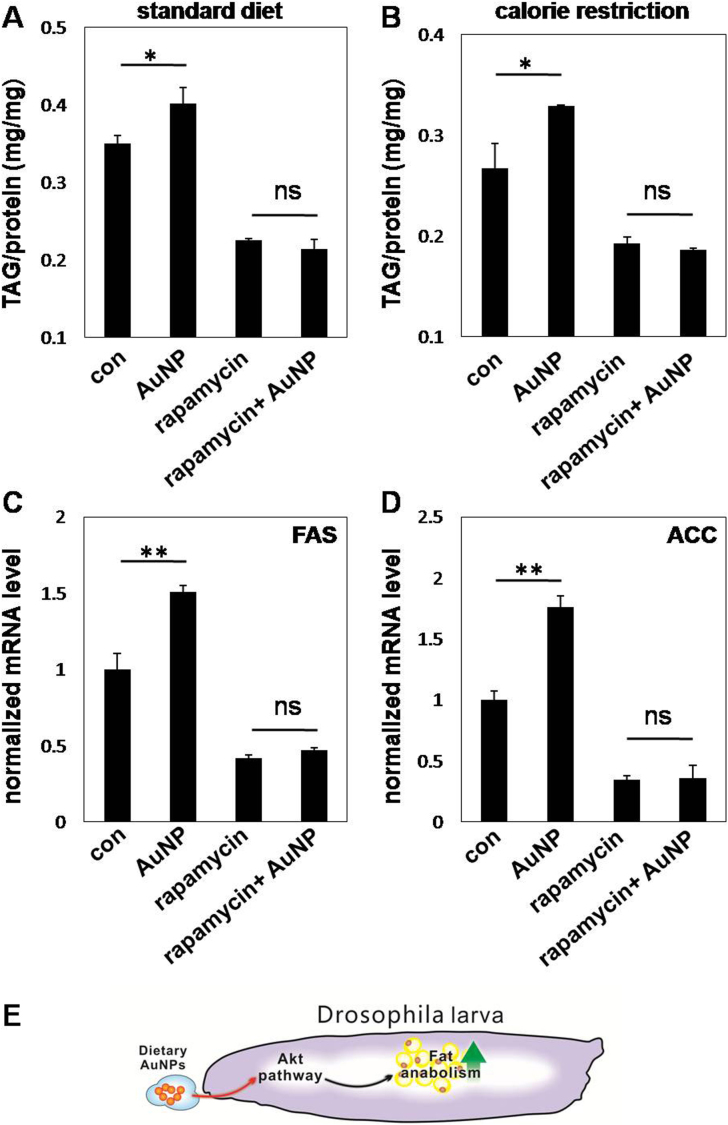 A
standard diet
TAG/protein (mg/mg)
0.5
0.4
0.3
0.2
0.1
*
ns
con
AuNP
rapamycin
rapamycin+ AuNP
B
calorie restriction
TAG/protein (mg/mg)
0.4
0.3
0.2
0.1
*
ns
con
AuNP
rapamycin
rapamycin+ AuNP
C
FAS
normalized mRNA level
2
1.5
1
0.5
0
**
ns
con
AuNP
rapamycin
rapamycin+ AuNP
D
ACC
normalized mRNA level
2.5
2
1.5
1
0.5
0
**
ns
con
AuNP
rapamycin
rapamycin+ AuNP
E
Drosophila larva
Dietary
AuNPs
Akt
pathway
Fat
anabolism